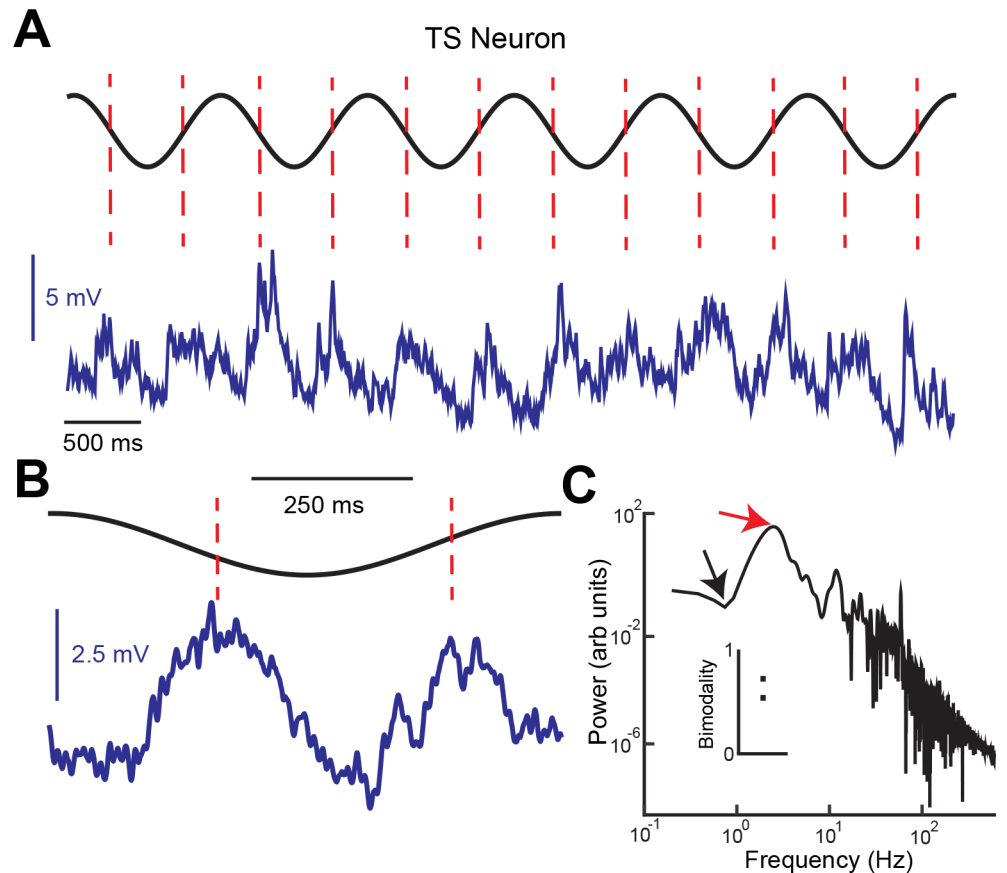 A
TS Neuron
5 mV
500 ms
B
250 ms
2.5 mV
C
Power (arb units)
10^2
10^-2
10^-6
Bimodality
1
0
10^-1
10^0
10^1
10^2
Frequency (Hz)